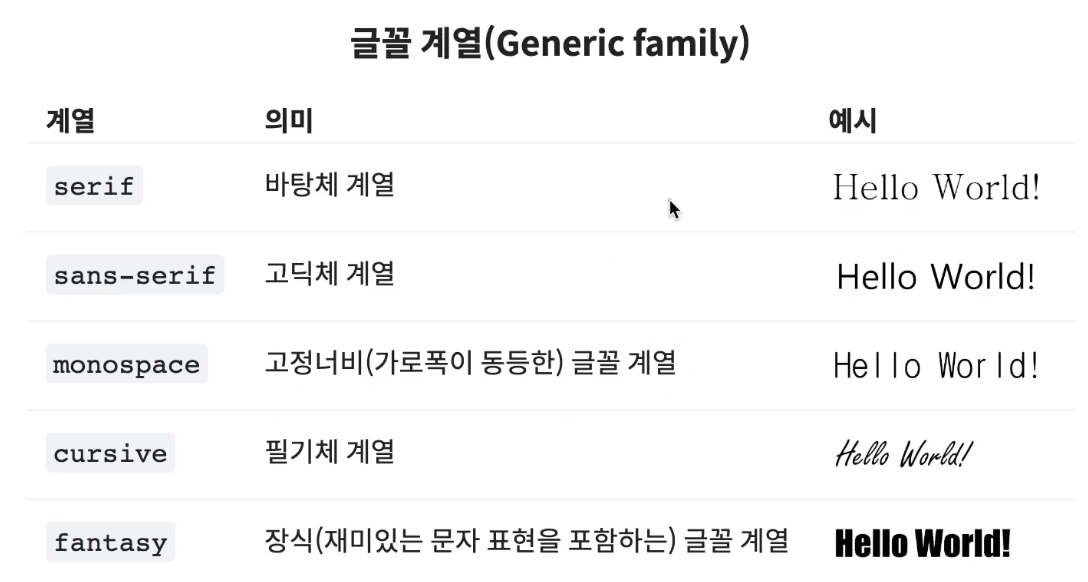 글꼴 계열(Generic family)
계열 의미 예시
serif 바탕체 계열 Hello World!
sans-serif 고딕체 계열 Hello World!
monospace 고정너비(가로폭이 동등한) 글꼴 계열 Hello World!
cursive 필기체 계열 Hello World!
fantasy 장식(재미있는 문자 표현을 포함하는) 글꼴 계열 Hello World!